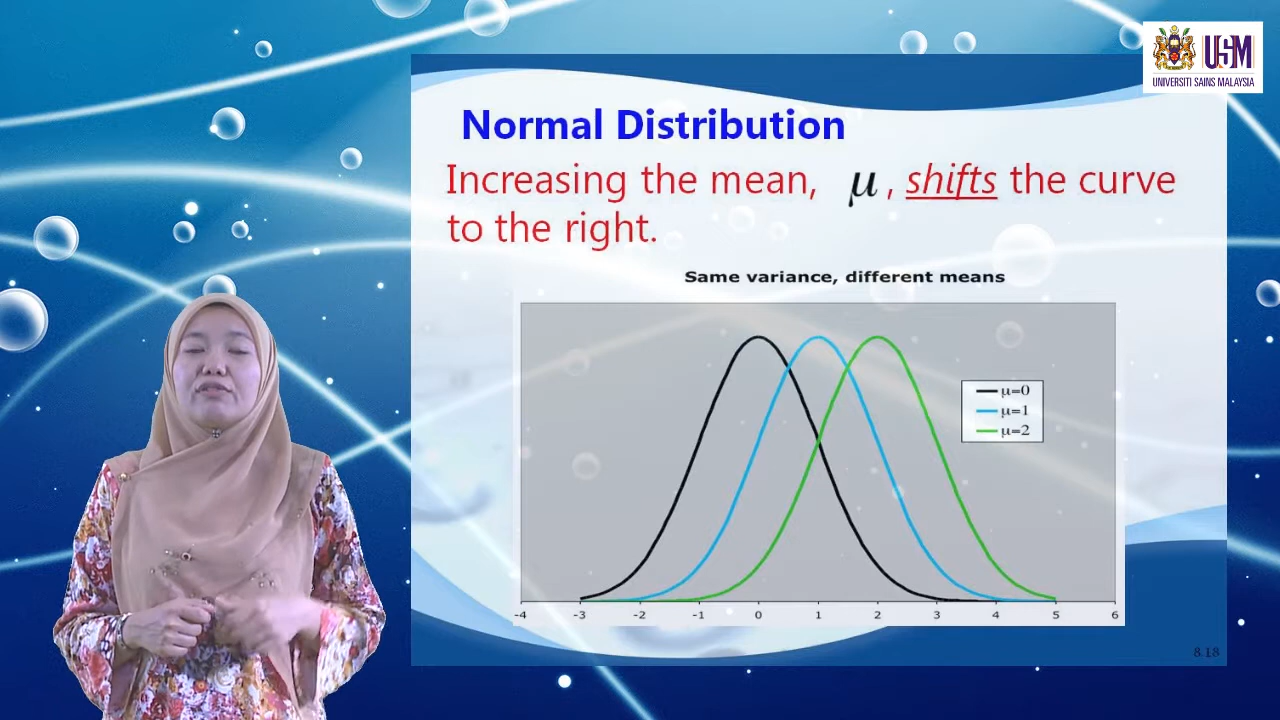 USM
UNIVERSITI SAINS MALAYSIA
Normal Distribution
Increasing the mean, μ, shifts the curve
to the right.
Same variance, different means
μ=0
μ=1
μ=2
-4 -3 -2 -1 0 1 2 3 4 5 6
8.18